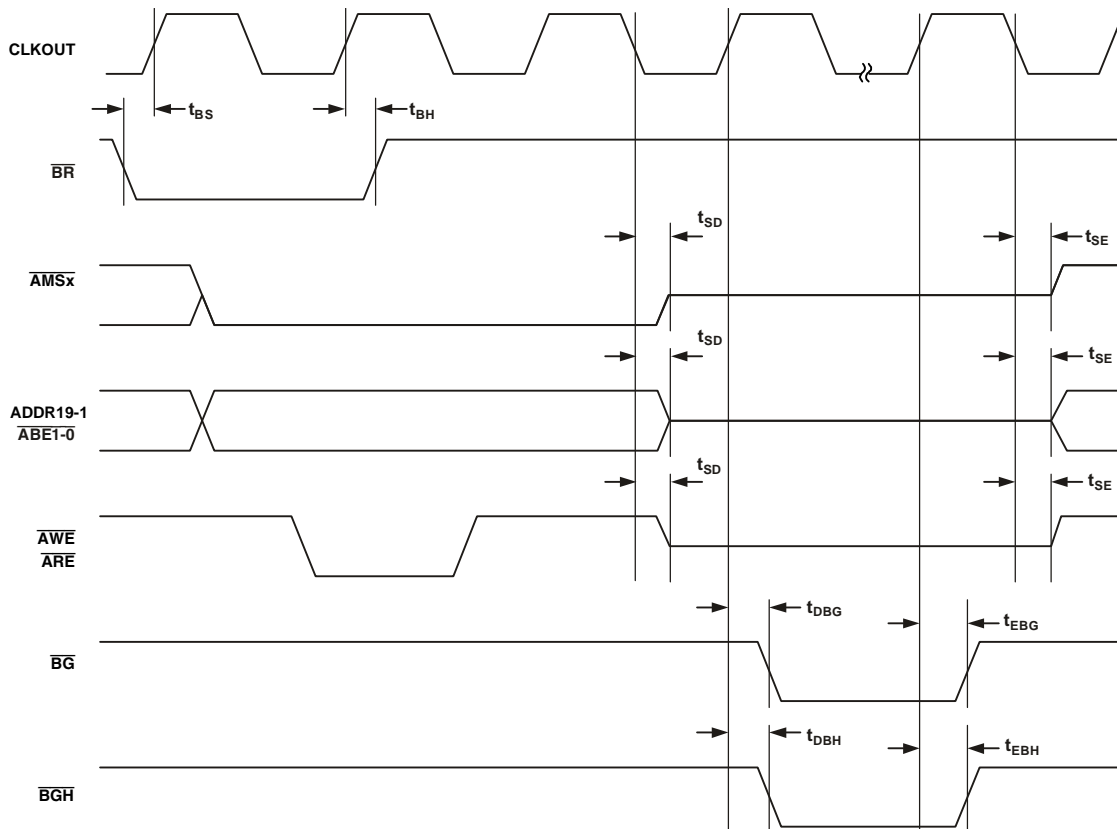 CLKOUT
tBS
tBH
BR
tSD
tSE
AMSx
tSD
tSE
ADDR19-1
ABE1-0
tSD
tSE
AWE
ARE
tDBG
tEBG
BG
tDBH
tEBH
BGH